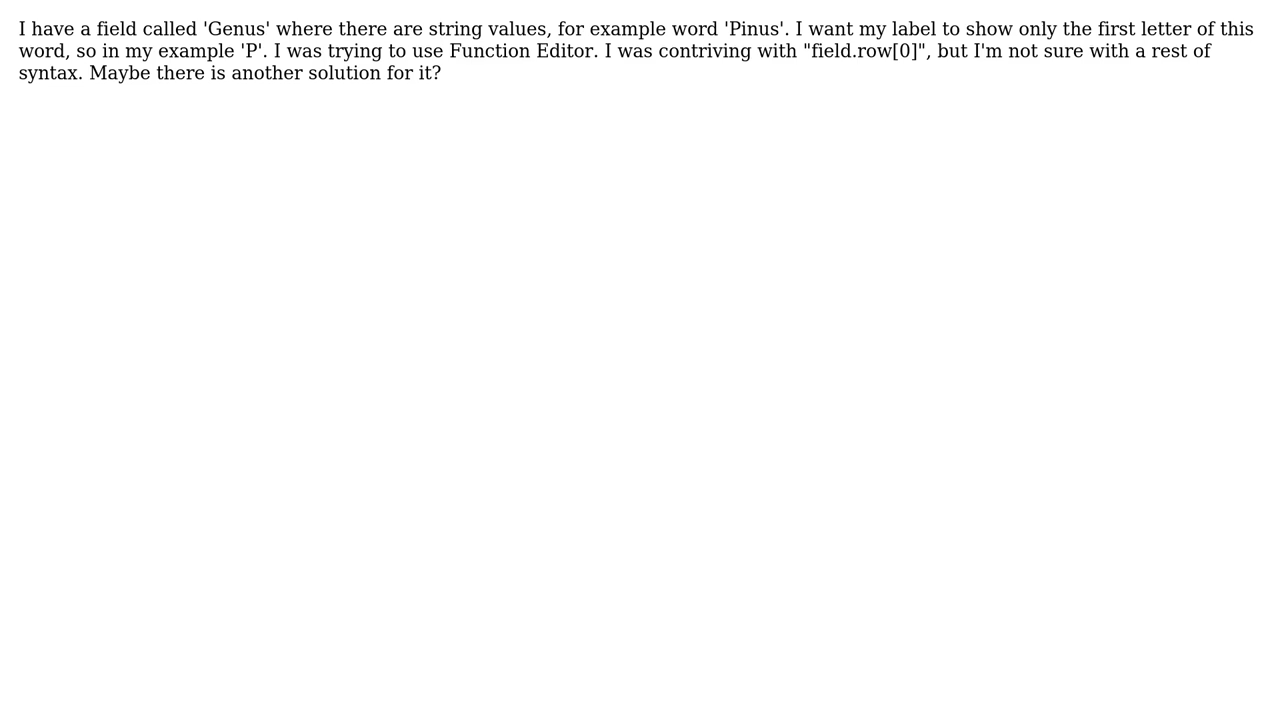 I have a field called 'Genus' where there are string values, for example word 'Pinus'. I want my label to show only the first letter of this
word, so in my example 'P'. I was trying to use Function Editor. I was contriving with "field.row[0]", but I'm not sure with a rest of
syntax. Maybe there is another solution for it?